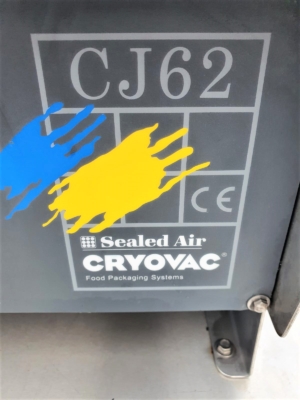 CJ62
CE
Sealed Air
CRYOVAC®
Food Packaging Systems